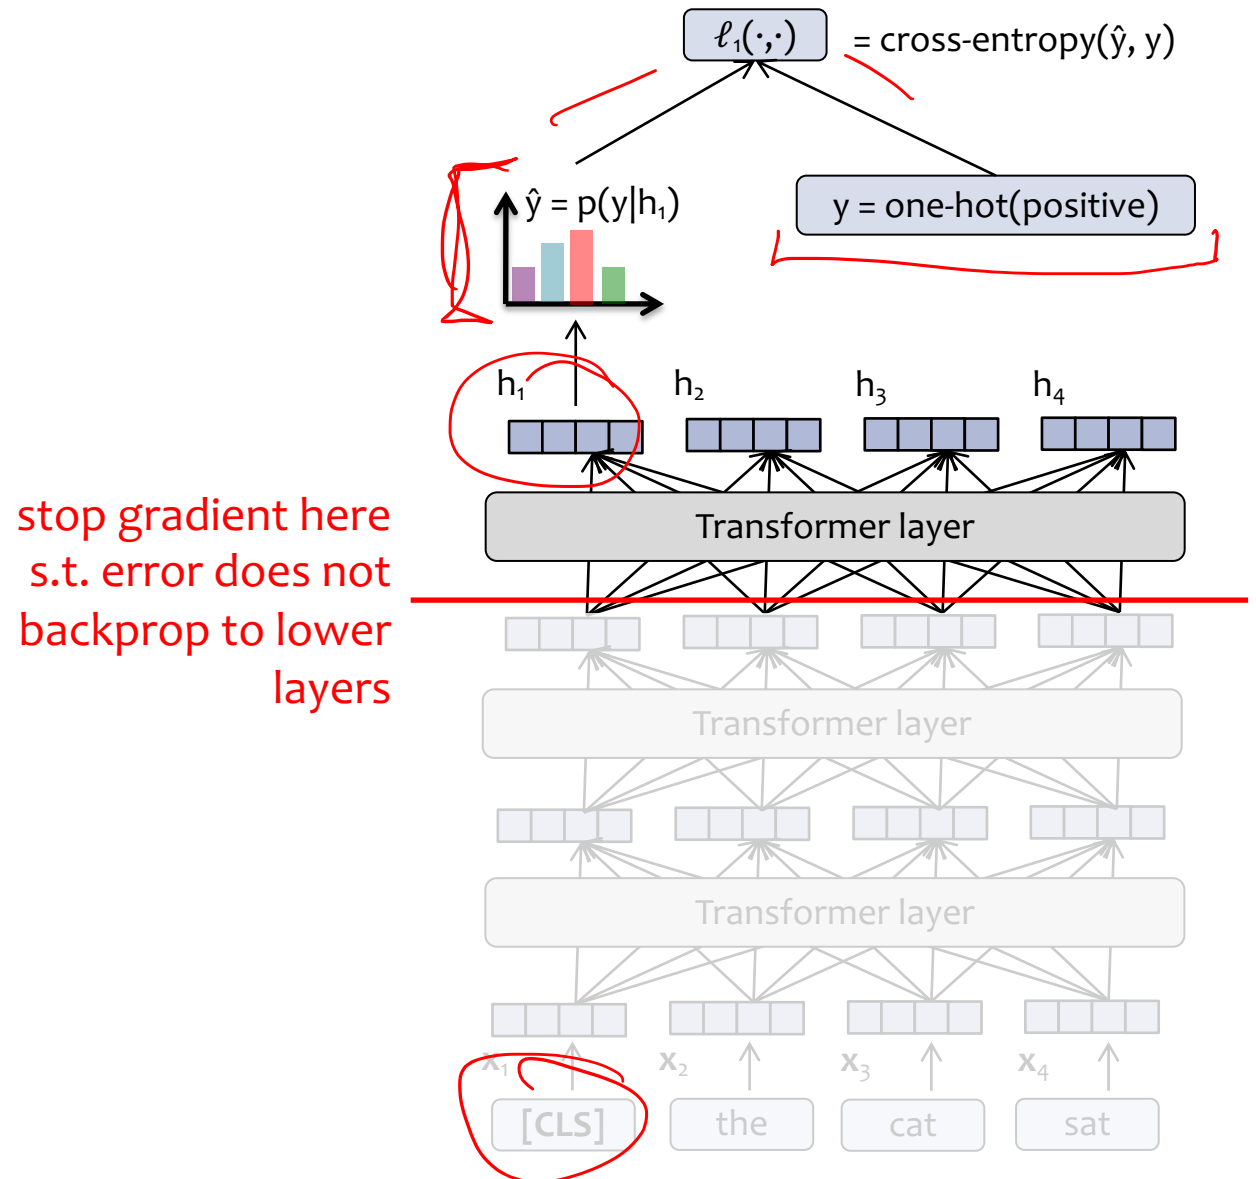 ℓ₁(·,·) = cross-entropy(ŷ, y)
ŷ = p(y|h₁)
y = one-hot(positive)
h₁ h₂ h₃ h₄
stop gradient here
s.t. error does not
backprop to lower
layers
Transformer layer
Transformer layer
Transformer layer
x₁ x₂ x₃ x₄
[CLS] the cat sat